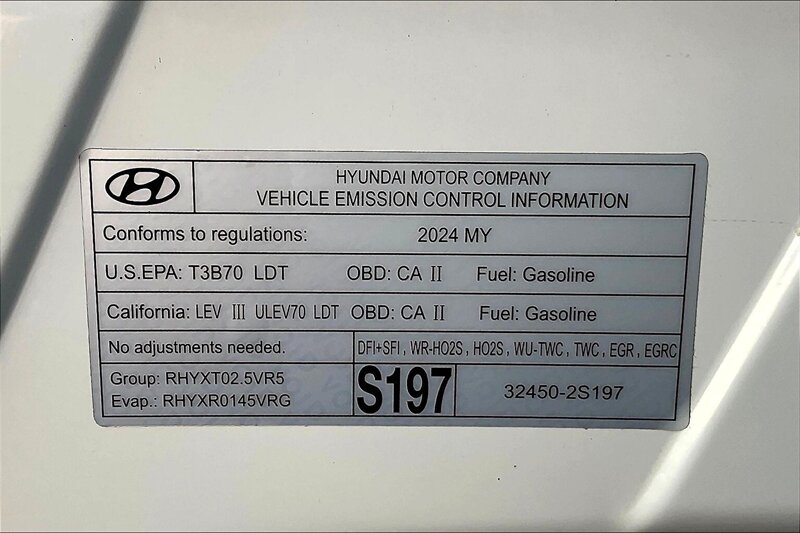 HYUNDAI MOTOR COMPANY
VEHICLE EMISSION CONTROL INFORMATION
Conforms to regulations: 2024 MY
U.S.EPA: T3B70 LDT OBD: CA II Fuel: Gasoline
California: LEV III ULEV70 LDT OBD: CA II Fuel: Gasoline
No adjustments needed. DFI+SFI, WR-HO2S, HO2S, WU-TWC, TWC, EGR, EGRC
Group: RHYXT02.5VR5
Evap.: RHYXR0145VRG
S197
32450-2S197